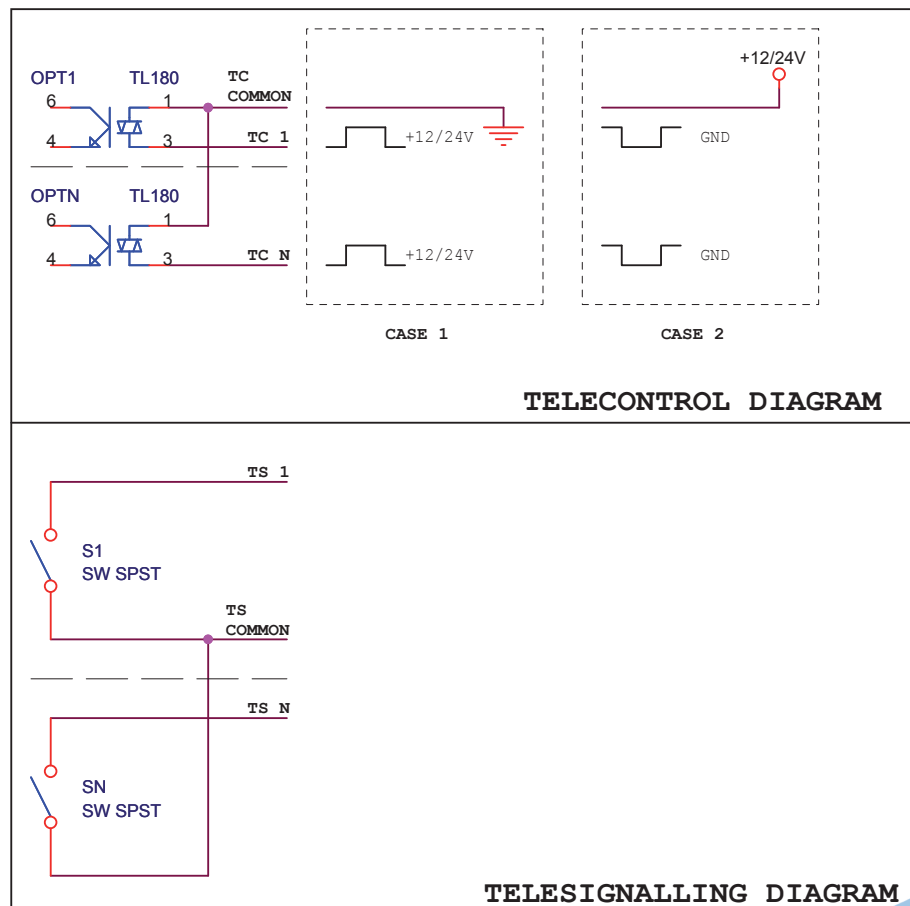 +12/24V
OPT1 TL180 TC
COMMON
6 1
4 3 TC 1 +12/24V GND
OPTN TL180
6 1
4 3 TC N +12/24V GND
CASE 1 CASE 2
TELECONTROL DIAGRAM
TS 1
S1
SW SPST
TS
COMMON
TS N
SN
SW SPST
TELESIGNALLING DIAGRAM